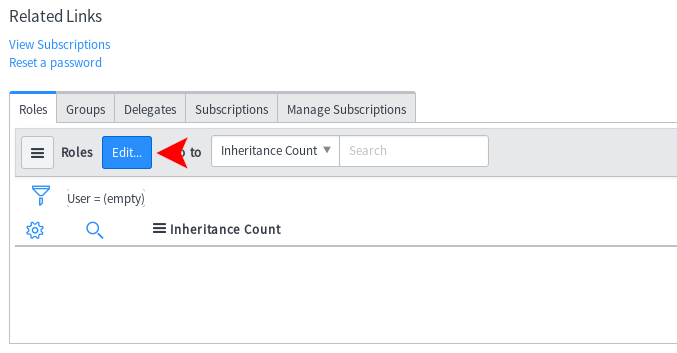 Related Links
View Subscriptions
Reset a password
Roles Groups Delegates Subscriptions Manage Subscriptions
Roles Edit... to Inheritance Count Search
User = (empty)
Inheritance Count